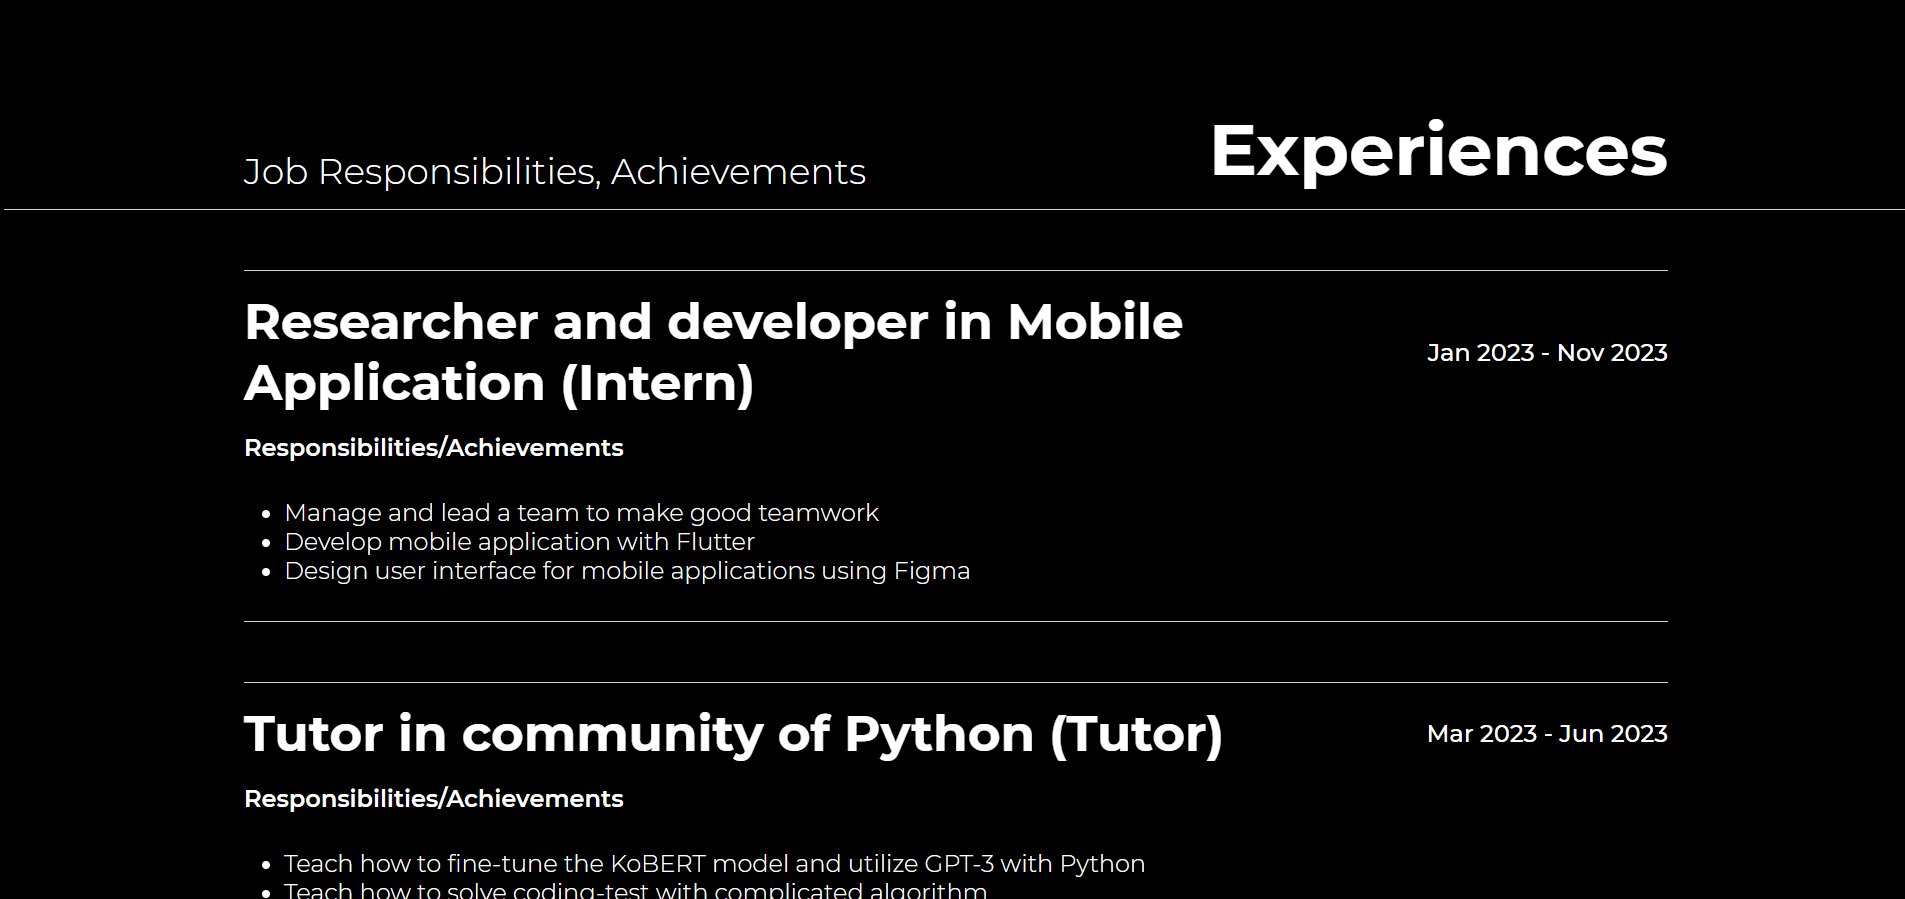 Job Responsibilities, Achievements
Experiences
Researcher and developer in Mobile
Application (Intern)
Jan 2023 - Nov 2023
Responsibilities/Achievements
• Manage and lead a team to make good teamwork
• Develop mobile application with Flutter
• Design user interface for mobile applications using Figma
Tutor in community of Python (Tutor)
Mar 2023 - Jun 2023
Responsibilities/Achievements
• Teach how to fine-tune the KoBERT model and utilize GPT-3 with Python
• Teach how to solve coding-test with complicated algorithm